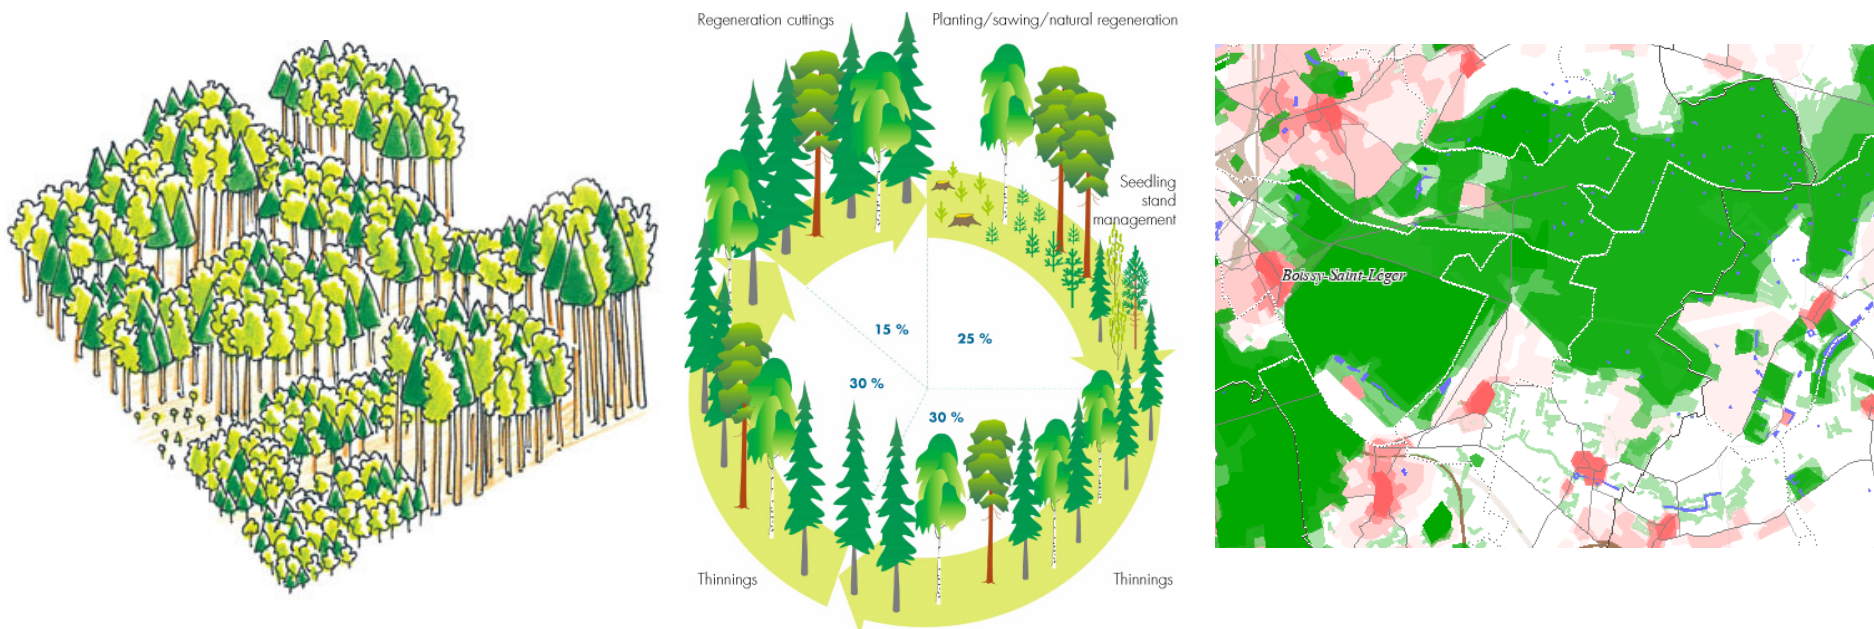 Regeneration cuttings
Planting/sawing/natural regeneration
Seedling
stand
management
15 %
25 %
30 %
30 %
Thinnings
Thinnings
Boissy-Saint-Léger